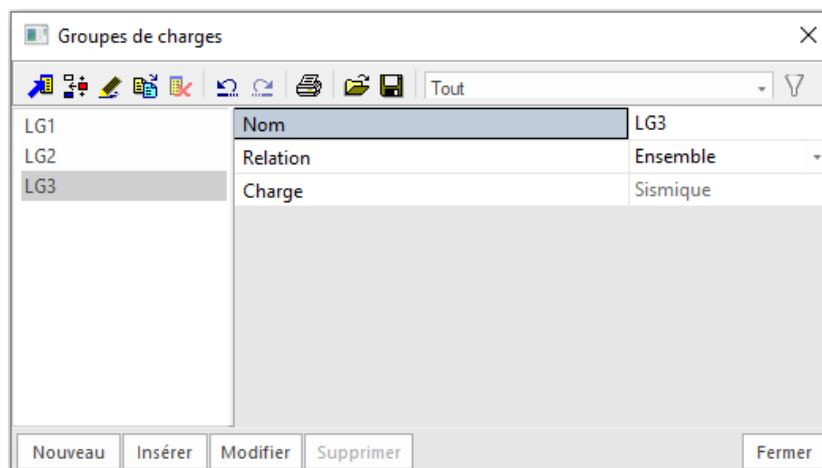 Groupes de charges
Tout
LG1
LG2
LG3
Nom LG3
Relation Ensemble
Charge Sismique
Nouveau Insérer Modifier Supprimer Fermer